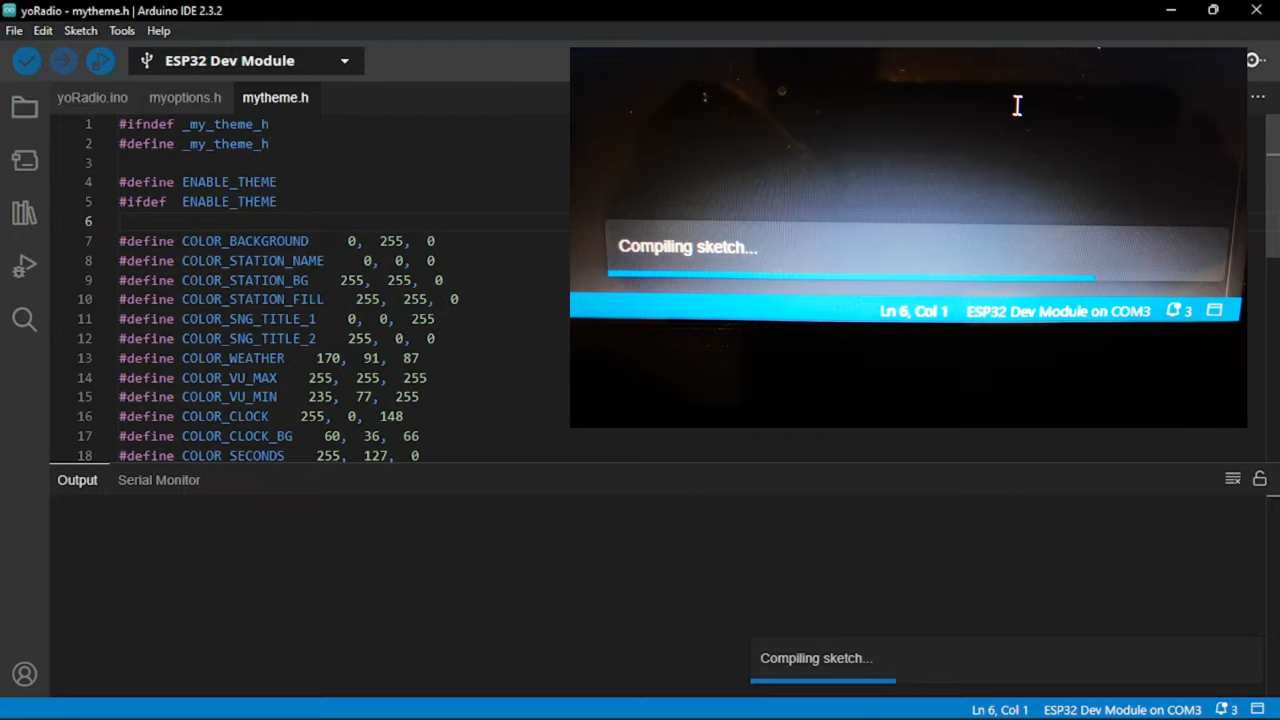 yoRadio - mytheme.h | Arduino IDE 2.3.2
File Edit Sketch Tools Help
ESP32 Dev Module
yoRadio.ino myoptions.h mytheme.h
1 #ifndef _my_theme_h
2 #define _my_theme_h
3
4 #define ENABLE_THEME
5 #ifdef ENABLE_THEME
6
7 #define COLOR_BACKGROUND 0, 255, 0
8 #define COLOR_STATION_NAME 0, 0, 0
9 #define COLOR_STATION_BG 255, 255, 0
10 #define COLOR_STATION_FILL 255, 255, 0
11 #define COLOR_SNG_TITLE_1 0, 0, 255
12 #define COLOR_SNG_TITLE_2 255, 0, 0
13 #define COLOR_WEATHER 170, 91, 87
14 #define COLOR_VU_MAX 255, 255, 255
15 #define COLOR_VU_MIN 235, 77, 255
16 #define COLOR_CLOCK 255, 0, 148
17 #define COLOR_CLOCK_BG 60, 36, 66
18 #define COLOR_SECONDS 255, 127, 0
Compiling sketch...
Ln 6, Col 1 ESP32 Dev Module on COM3 3
Output Serial Monitor
Compiling sketch...
Ln 6, Col 1 ESP32 Dev Module on COM3 3